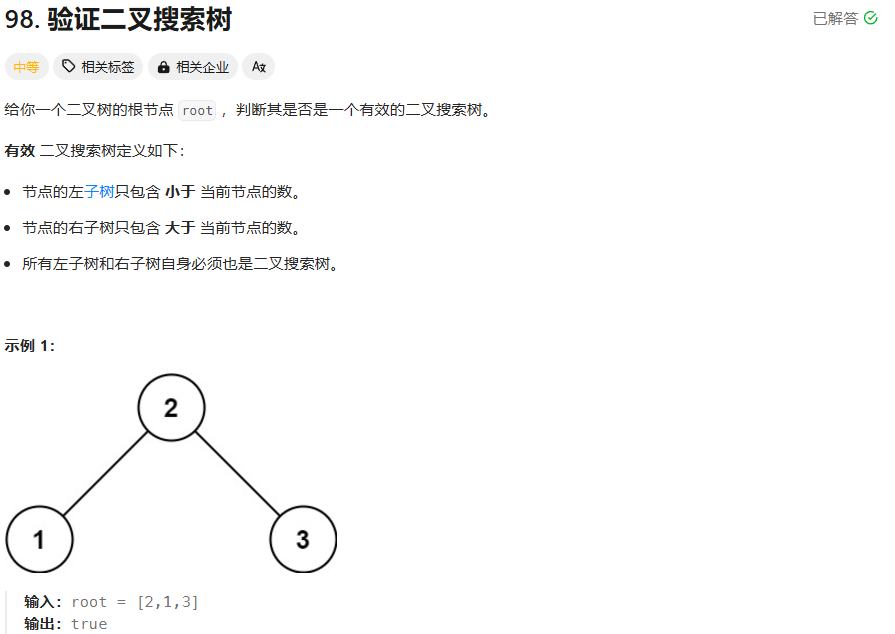 98. 验证二叉搜索树
已解答
中等 相关标签 相关企业 Ax
给你一个二叉树的根节点 root ，判断其是否是一个有效的二叉搜索树。
有效 二叉搜索树定义如下：
节点的左子树只包含 小于 当前节点的数。
节点的右子树只包含 大于 当前节点的数。
所有左子树和右子树自身必须也是二叉搜索树。
示例 1：
2
1 3
输入：root = [2,1,3]
输出：true